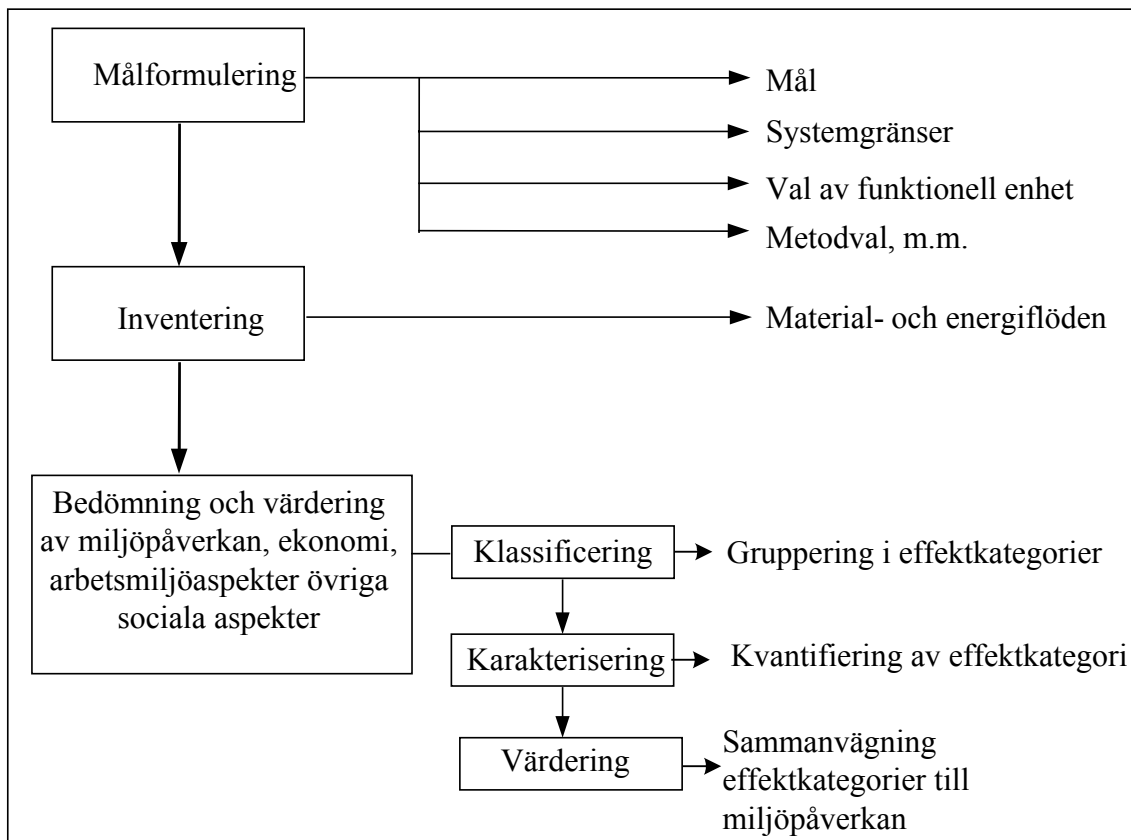 Målformulering
Mål
Systemgränser
Val av funktionell enhet
Metodval, m.m.
Inventering
Material- och energiflöden
Bedömning och värdering
av miljöpåverkan, ekonomi,
arbetsmiljöaspekter övriga
sociala aspekter
Klassificering
Gruppering i effektkategorier
Karakterisering
Kvantifiering av effektkategori
Värdering
Sammanvägning
effektkategorier till
miljöpåverkan